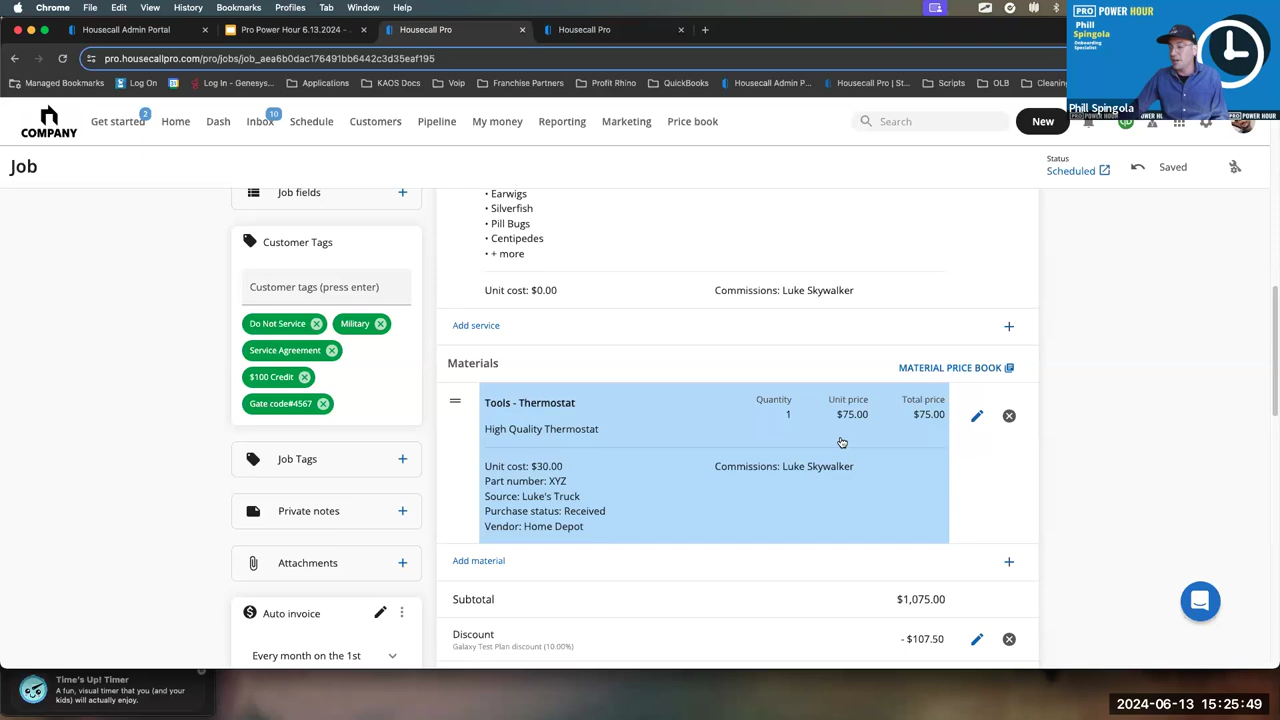 Chrome File Edit View History Bookmarks Profiles Tab Window Help
Housecall Admin Portal
Pro Power Hour 6.13.2024 -
Housecall Pro
Housecall Pro
pro.housecallpro.com/pro/jobs/job_aea6b0dac176491bb6442c3d35eaf195
Managed Bookmarks Log On Log In - Genesys... Applications KAOS Docs Voip Franchise Partners Profit Rhino QuickBooks Housecall Admin P... Housecall Pro | St... Scripts OLB Cleaning
PRO POWER HOUR
Phill
Spingola
Onboarding
Specialist
Phill Spingola
PRO POWER HOUR
COMPANY
Get started 2 Home Dash Inbox 10 Schedule Customers Pipeline My money Reporting Marketing Price book
Search
New
Job
Status
Scheduled
Saved
Job fields
Customer Tags
Customer tags (press enter)
Do Not Service
Military
Service Agreement
$100 Credit
Gate code#4567
Job Tags
Private notes
Attachments
Auto invoice
Every month on the 1st
• Earwigs
• Silverfish
• Pill Bugs
• Centipedes
• + more
Unit cost: $0.00 Commissions: Luke Skywalker
Add service
Materials
MATERIAL PRICE BOOK
Tools - Thermostat
Quantity Unit price Total price
1 $75.00 $75.00
High Quality Thermostat
Unit cost: $30.00 Commissions: Luke Skywalker
Part number: XYZ
Source: Luke's Truck
Purchase status: Received
Vendor: Home Depot
Add material
Subtotal $1,075.00
Discount - $107.50
Galaxy Test Plan discount (10.00%)
Time's Up! Timer
A fun, visual timer that you (and your
kids) will actually enjoy.
2024-06-13 15:25:49